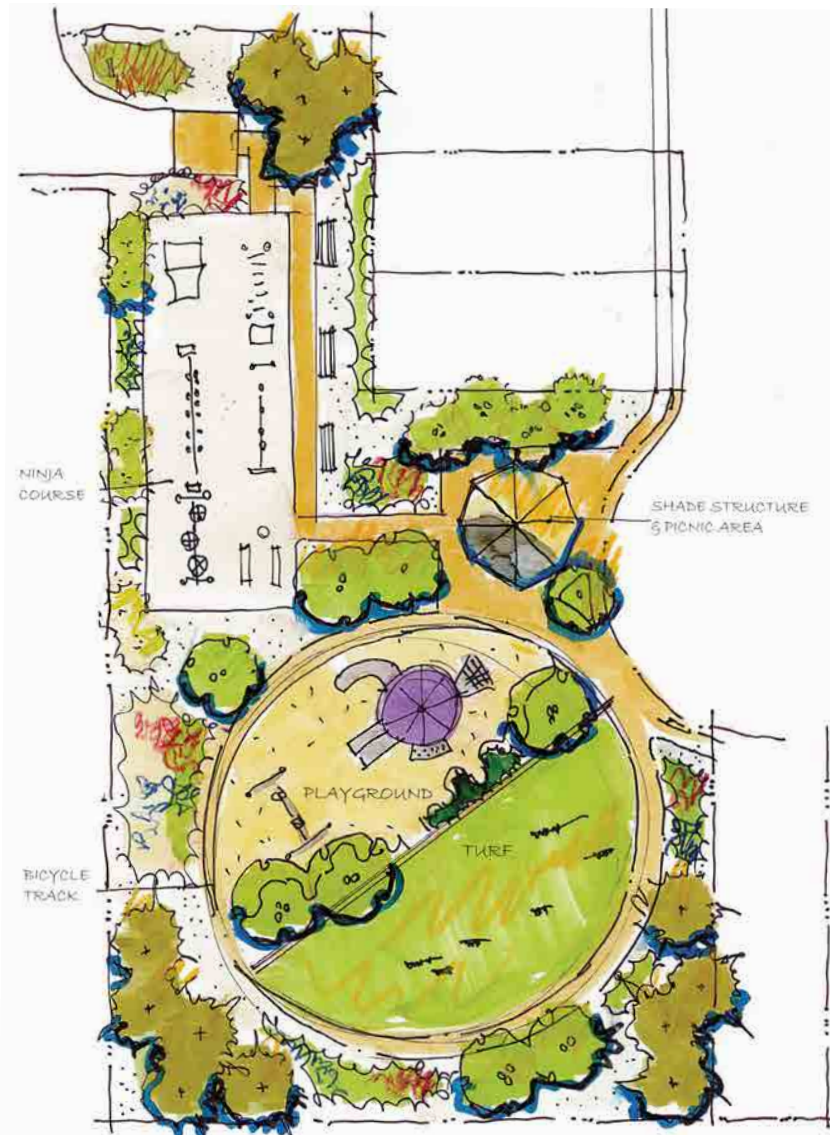 NINJA
COURSE
SHADE STRUCTURE
& PICNIC AREA
PLAYGROUND
TURF
BICYCLE
TRACK